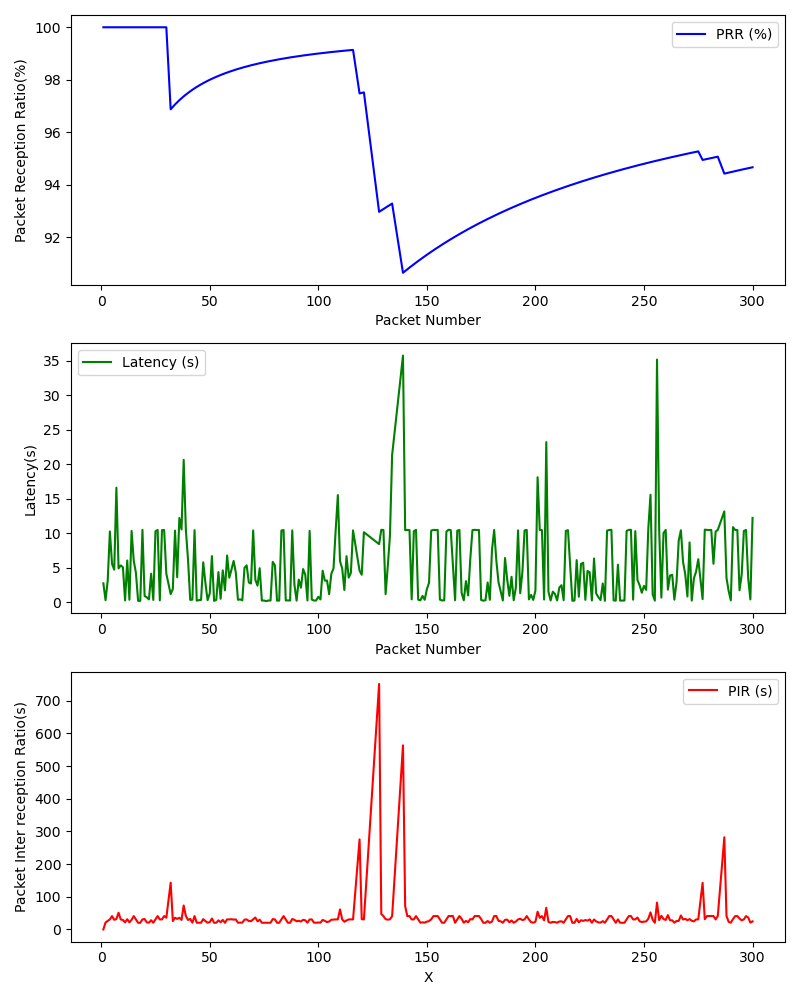 100
98
96
94
92
Packet Reception Ratio(%)
PRR (%)
0 50 100 150 200 250 300
Packet Number
35
30
25
20
15
10
5
0
Latency(s)
Latency (s)
0 50 100 150 200 250 300
Packet Number
700
600
500
400
300
200
100
0
Packet Inter reception Ratio(s)
PIR (s)
0 50 100 150 200 250 300
X